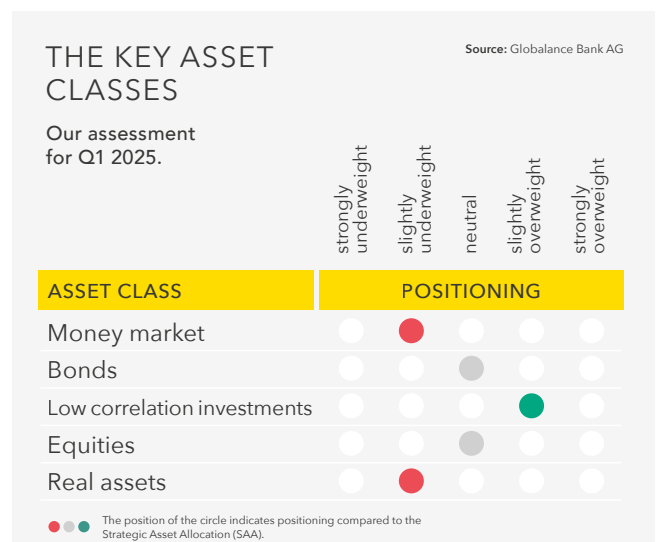 THE KEY ASSET
CLASSES
Source: Globalance Bank AG
Our assessment
for Q1 2025.
strongly
underweight
slightly
underweight
neutral
slightly
overweight
strongly
overweight
ASSET CLASS
POSITIONING
Money market
Bonds
Low correlation investments
Equities
Real assets
The position of the circle indicates positioning compared to the
Strategic Asset Allocation (SAA).